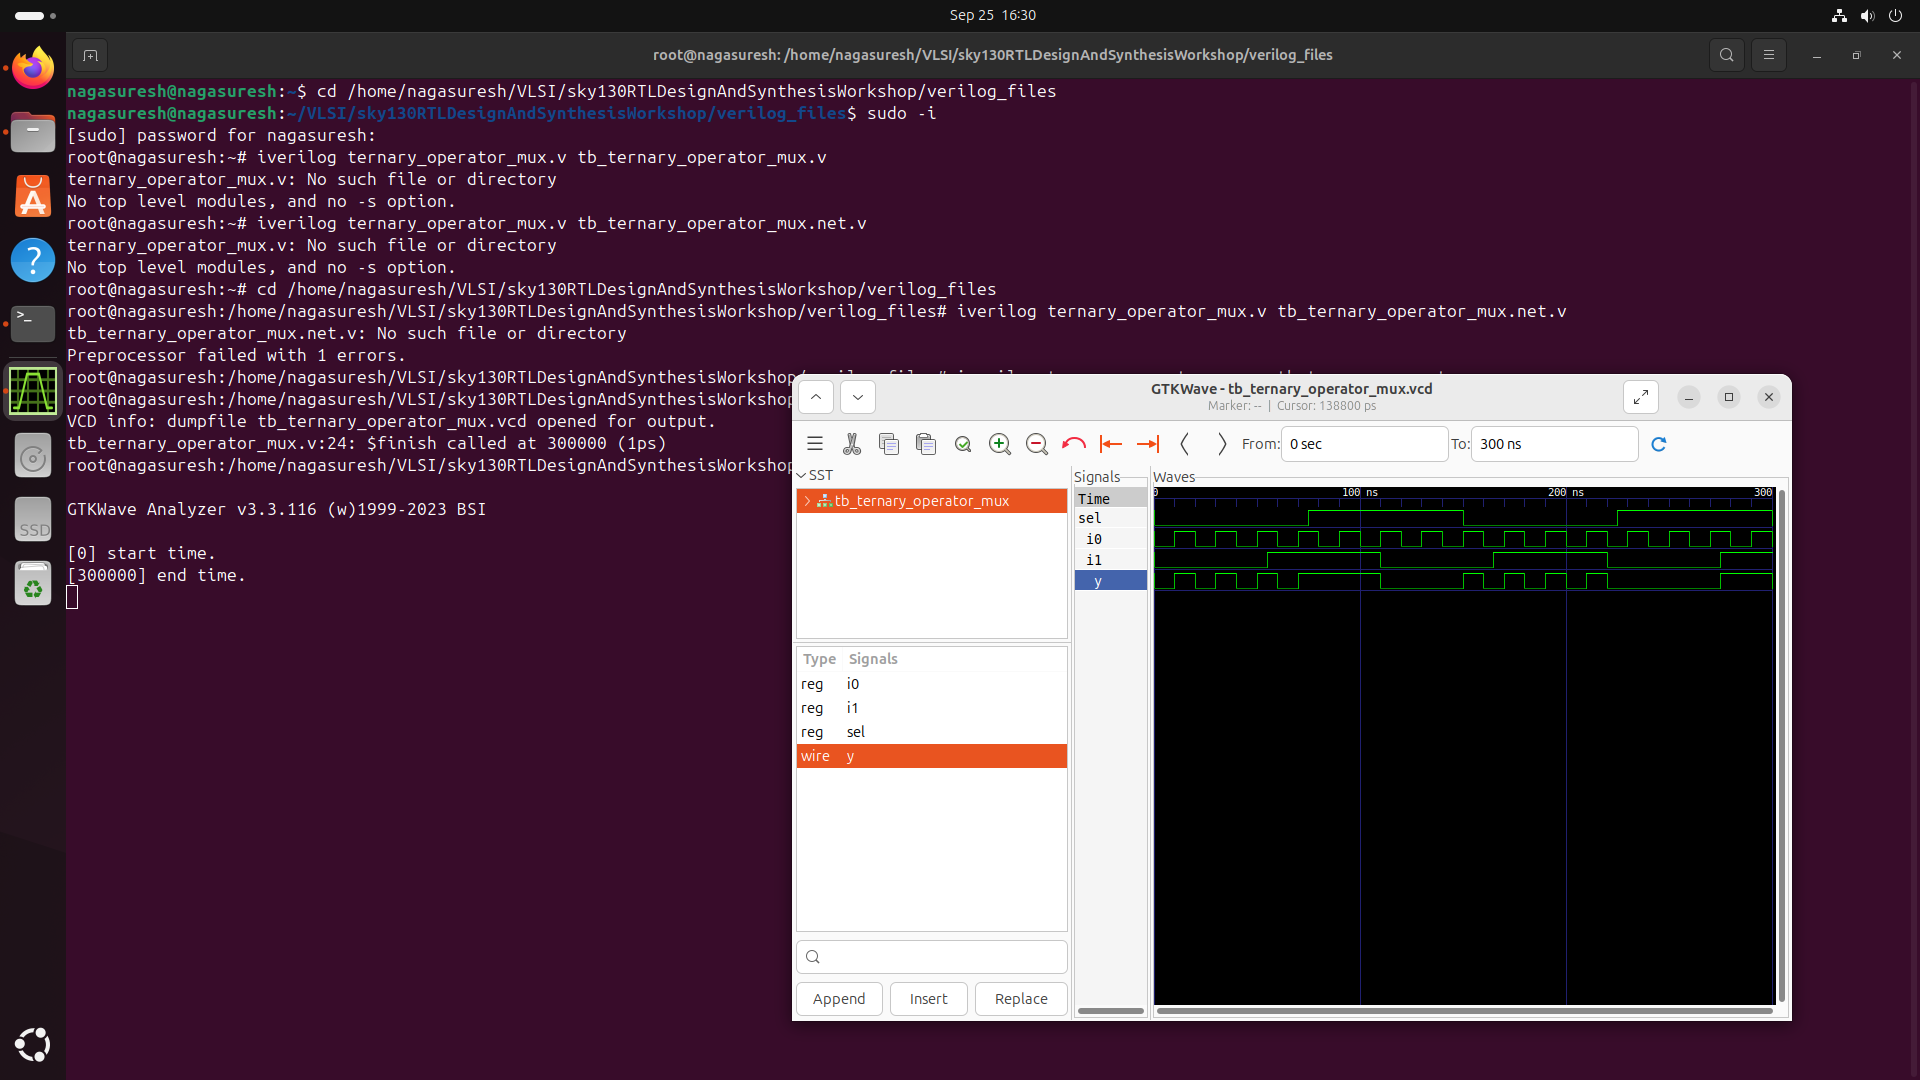 Sep 25 16:30
root@nagasuresh: /home/nagasuresh/VLSI/sky130RTLDesignAndSynthesisWorkshop/verilog_files
nagasuresh@nagasuresh:~$ cd /home/nagasuresh/VLSI/sky130RTLDesignAndSynthesisWorkshop/verilog_files
nagasuresh@nagasuresh:~/VLSI/sky130RTLDesignAndSynthesisWorkshop/verilog_files$ sudo -i
[sudo] password for nagasuresh:
root@nagasuresh:~# iverilog ternary_operator_mux.v tb_ternary_operator_mux.v
ternary_operator_mux.v: No such file or directory
No top level modules, and no -s option.
root@nagasuresh:~# iverilog ternary_operator_mux.v tb_ternary_operator_mux.net.v
ternary_operator_mux.v: No such file or directory
No top level modules, and no -s option.
root@nagasuresh:~# cd /home/nagasuresh/VLSI/sky130RTLDesignAndSynthesisWorkshop/verilog_files
root@nagasuresh:/home/nagasuresh/VLSI/sky130RTLDesignAndSynthesisWorkshop/verilog_files# iverilog ternary_operator_mux.v tb_ternary_operator_mux.net.v
tb_ternary_operator_mux.net.v: No such file or directory
Preprocessor failed with 1 errors.
root@nagasuresh:/home/nagasuresh/VLSI/sky130RTLDesignAndSynthesisWorkshop
root@nagasuresh:/home/nagasuresh/VLSI/sky130RTLDesignAndSynthesisWorkshop
VCD info: dumpfile tb_ternary_operator_mux.vcd opened for output.
tb_ternary_operator_mux.v:24: $finish called at 300000 (1ps)
root@nagasuresh:/home/nagasuresh/VLSI/sky130RTLDesignAndSynthesisWorkshop
GTKWave Analyzer v3.3.116 (w)1999-2023 BSI
[0] start time.
[300000] end time.
SSD
GTKWave - tb_ternary_operator_mux.vcd
Marker: -- | Cursor: 138800 ps
From: 0 sec To: 300 ns
SST
tb_ternary_operator_mux
Type Signals
reg i0
reg i1
reg sel
wire y
Append Insert Replace
Signals
Time
sel
i0
i1
y
Waves
0 100 ns 200 ns 300